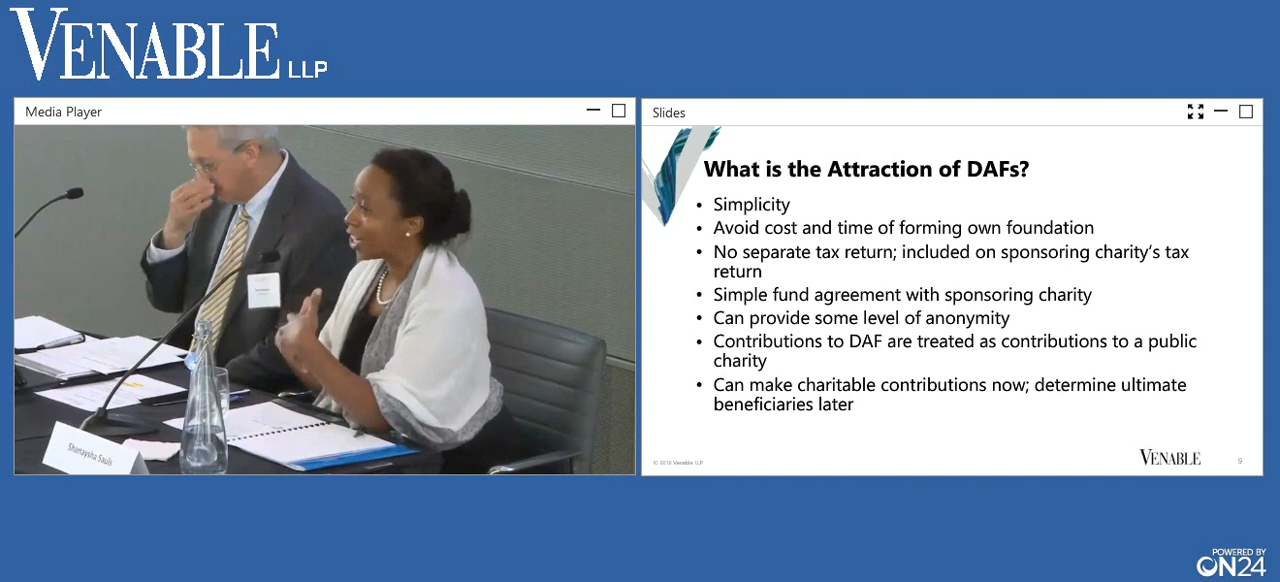 VENABLE LLP
Media Player
Slides
Shanaysha Sauls
What is the Attraction of DAFs?
• Simplicity
• Avoid cost and time of forming own foundation
• No separate tax return; included on sponsoring charity's tax
return
• Simple fund agreement with sponsoring charity
• Can provide some level of anonymity
• Contributions to DAF are treated as contributions to a public
charity
• Can make charitable contributions now; determine ultimate
beneficiaries later
© 2018 Venable LLP
VENABLE
9
POWERED BY
ON24